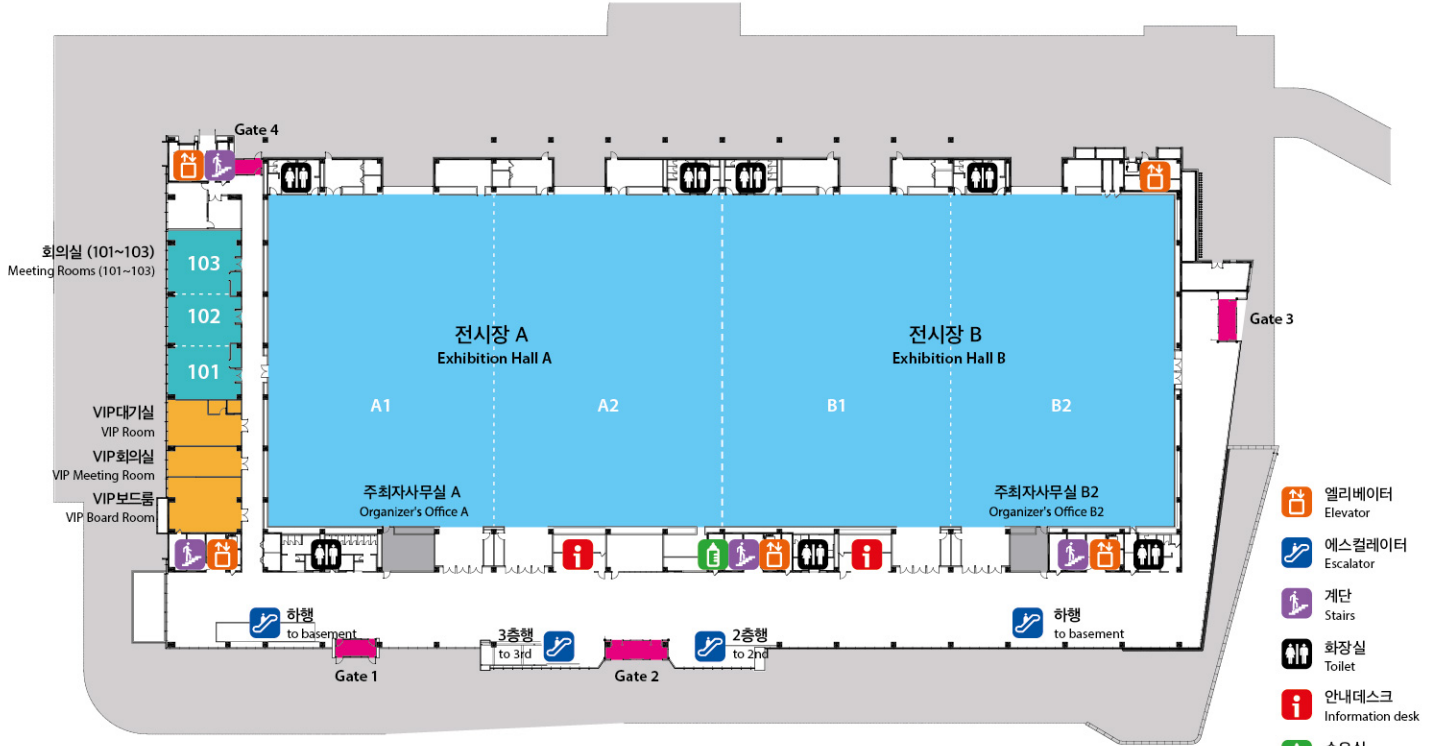 Gate 4
회의실 (101~103)
Meeting Rooms (101~103)
103
102
101
전시장 A
Exhibition Hall A
전시장 B
Exhibition Hall B
Gate 3
A1
A2
B1
B2
VIP대기실
VIP Room
VIP회의실
VIP Meeting Room
VIP보드룸
VIP Board Room
주최자사무실 A
Organizer's Office A
주최자사무실 B2
Organizer's Office B2
하행
to basement
3층행
to 3rd
2층행
to 2nd
하행
to basement
Gate 1
Gate 2
엘리베이터
Elevator
에스컬레이터
Escalator
계단
Stairs
화장실
Toilet
안내데스크
Information desk